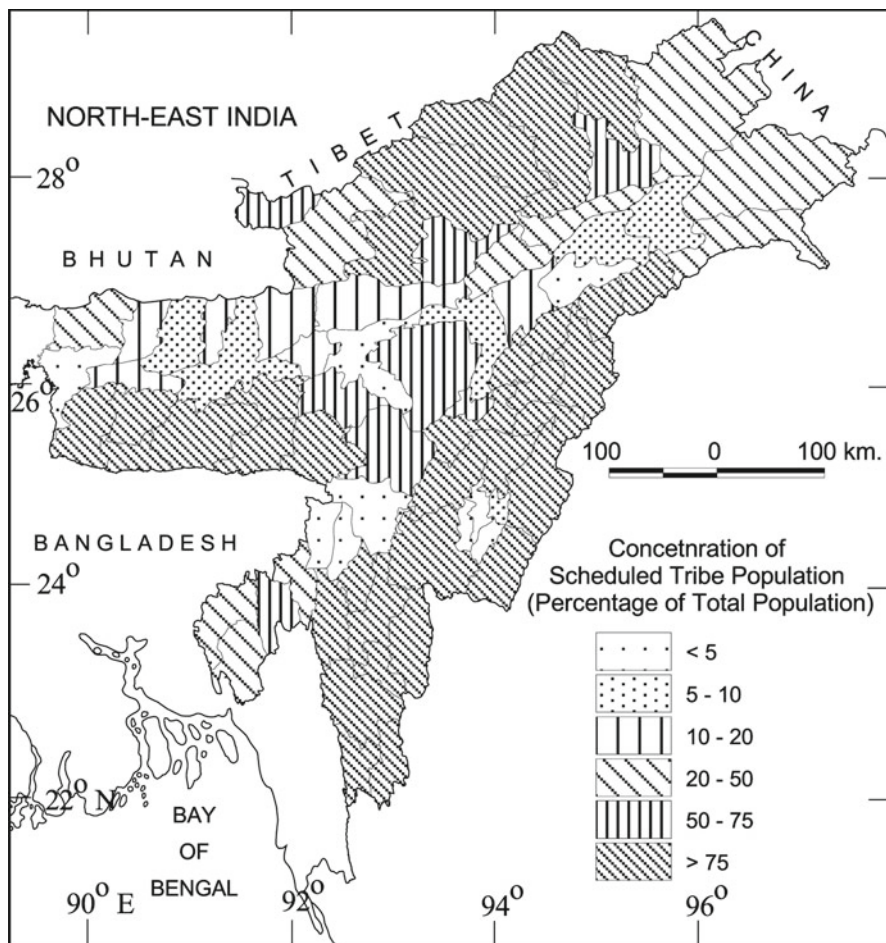 NORTH-EAST INDIA
TIBET
CHINA
28°
BHUTAN
26°
100 0 100 km.
BANGLADESH
24°
Concetnration of
Scheduled Tribe Population
(Percentage of Total Population)
< 5
5 - 10
10 - 20
20 - 50
50 - 75
> 75
22° N
BAY
OF
BENGAL
90° E 92° 94° 96°